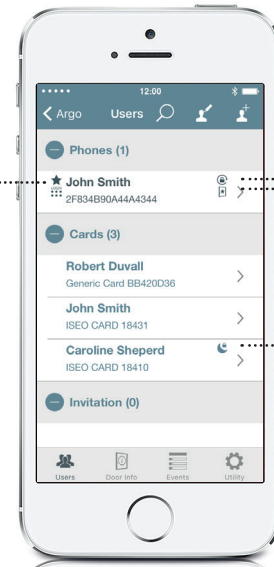 12:00
Argo Users
Phones (1)
John Smith
2F834B90A44A4344
Cards (3)
Robert Duvall
Generic Card BB420D36
John Smith
ISEO CARD 18431
Caroline Sheperd
ISEO CARD 18410
Invitation (0)
Users Door Info Events Utility